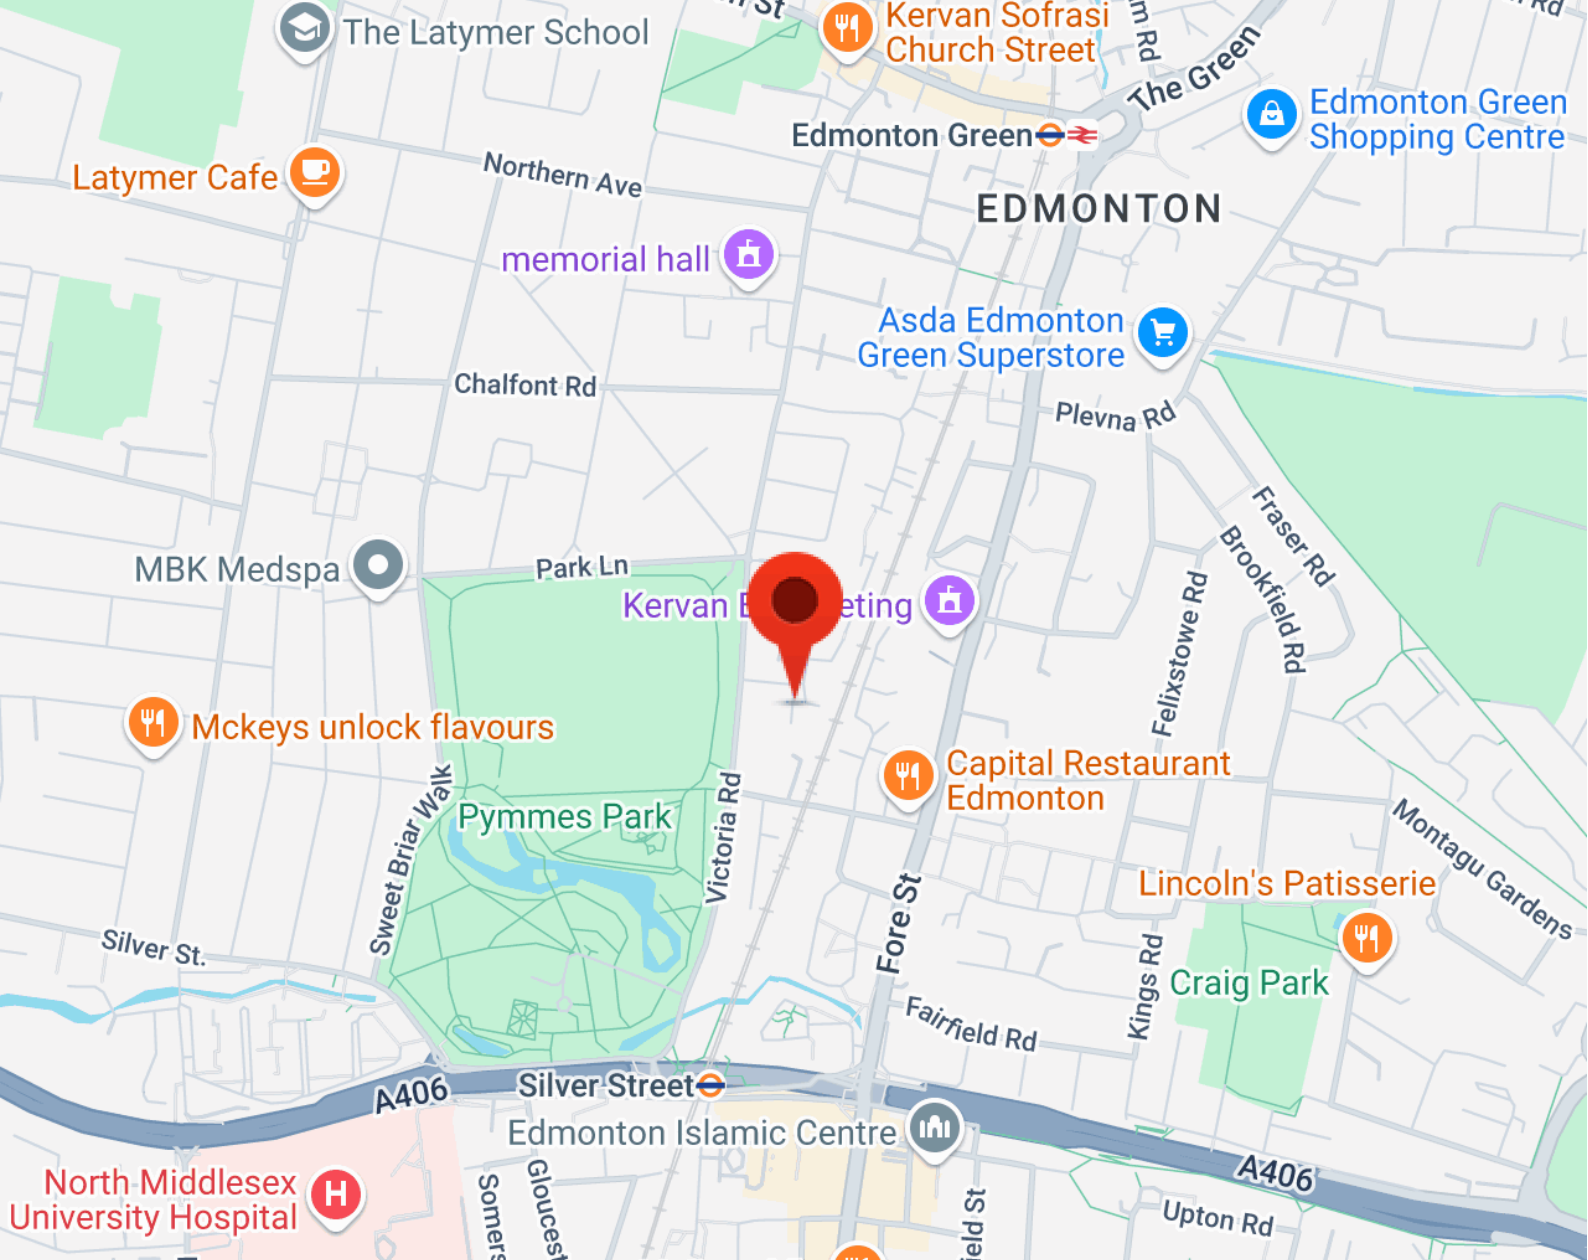 The Latymer School
Kervan Sofrasi
Church Street
The Green
Edmonton Green
Edmonton Green
Shopping Centre
Latymer Cafe
Northern Ave
EDMONTON
memorial hall
Asda Edmonton
Green Superstore
Chalfont Rd
Plevna Rd
Fraser Rd
Brookfield Rd
MBK Medspa
Park Ln
Kervan
eting
Felixstowe Rd
Mckeys unlock flavours
Capital Restaurant
Edmonton
Pymmes Park
Victoria Rd
Sweet Briar Walk
Montagu Gardens
Lincoln's Patisserie
Fore St
Silver St.
Craig Park
Kings Rd
Fairfield Rd
Silver Street
A406
Edmonton Islamic Centre
A406
North Middlesex
University Hospital
H
Somers
Gloucest
field St
Upton Rd